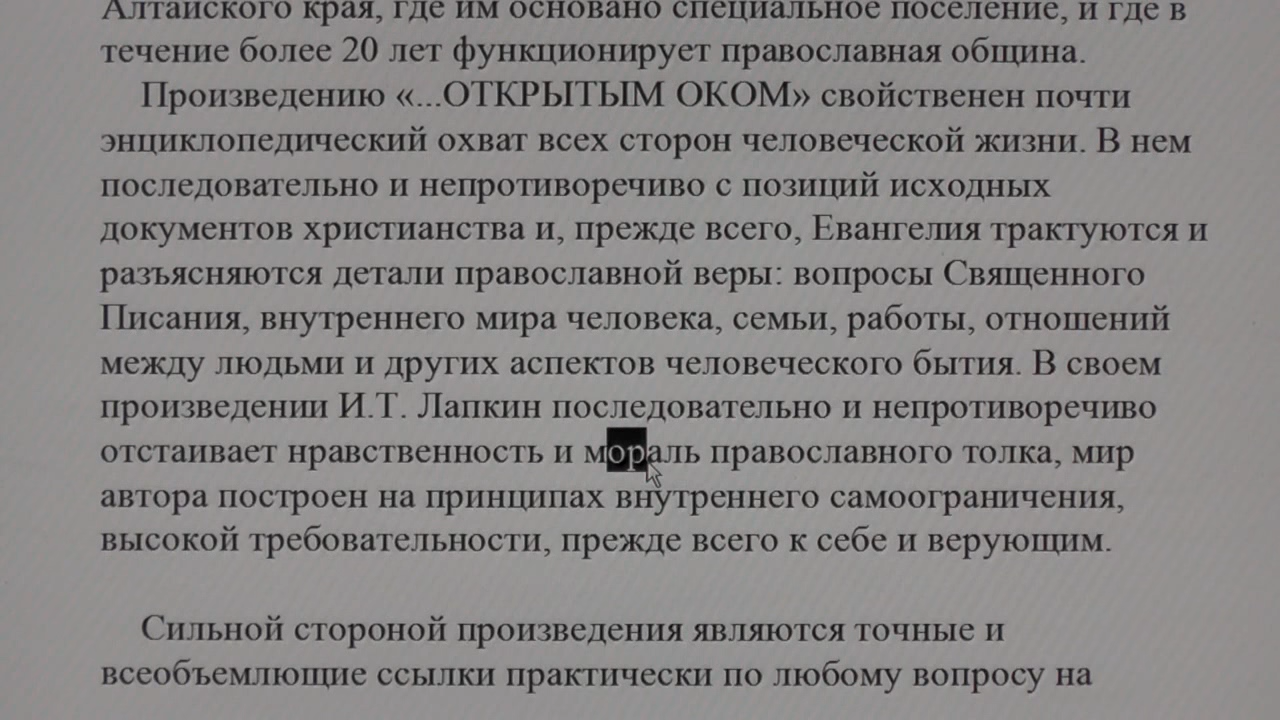 Алтайского края, где им основано специальное поселение, и где в
течение более 20 лет функционирует православная община.
Произведению «...ОТКРЫТЫМ ОКОМ» свойственен почти
энциклопедический охват всех сторон человеческой жизни. В нем
последовательно и непротиворечиво с позиций исходных
документов христианства и, прежде всего, Евангелия трактуются и
разъясняются детали православной веры: вопросы Священного
Писания, внутреннего мира человека, семьи, работы, отношений
между людьми и других аспектов человеческого бытия. В своем
произведении И.Т. Лапкин последовательно и непротиворечиво
отстаивает нравственность и мораль православного толка, мир
автора построен на принципах внутреннего самоограничения,
высокой требовательности, прежде всего к себе и верующим.
Сильной стороной произведения являются точные и
всеобъемлющие ссылки практически по любому вопросу на